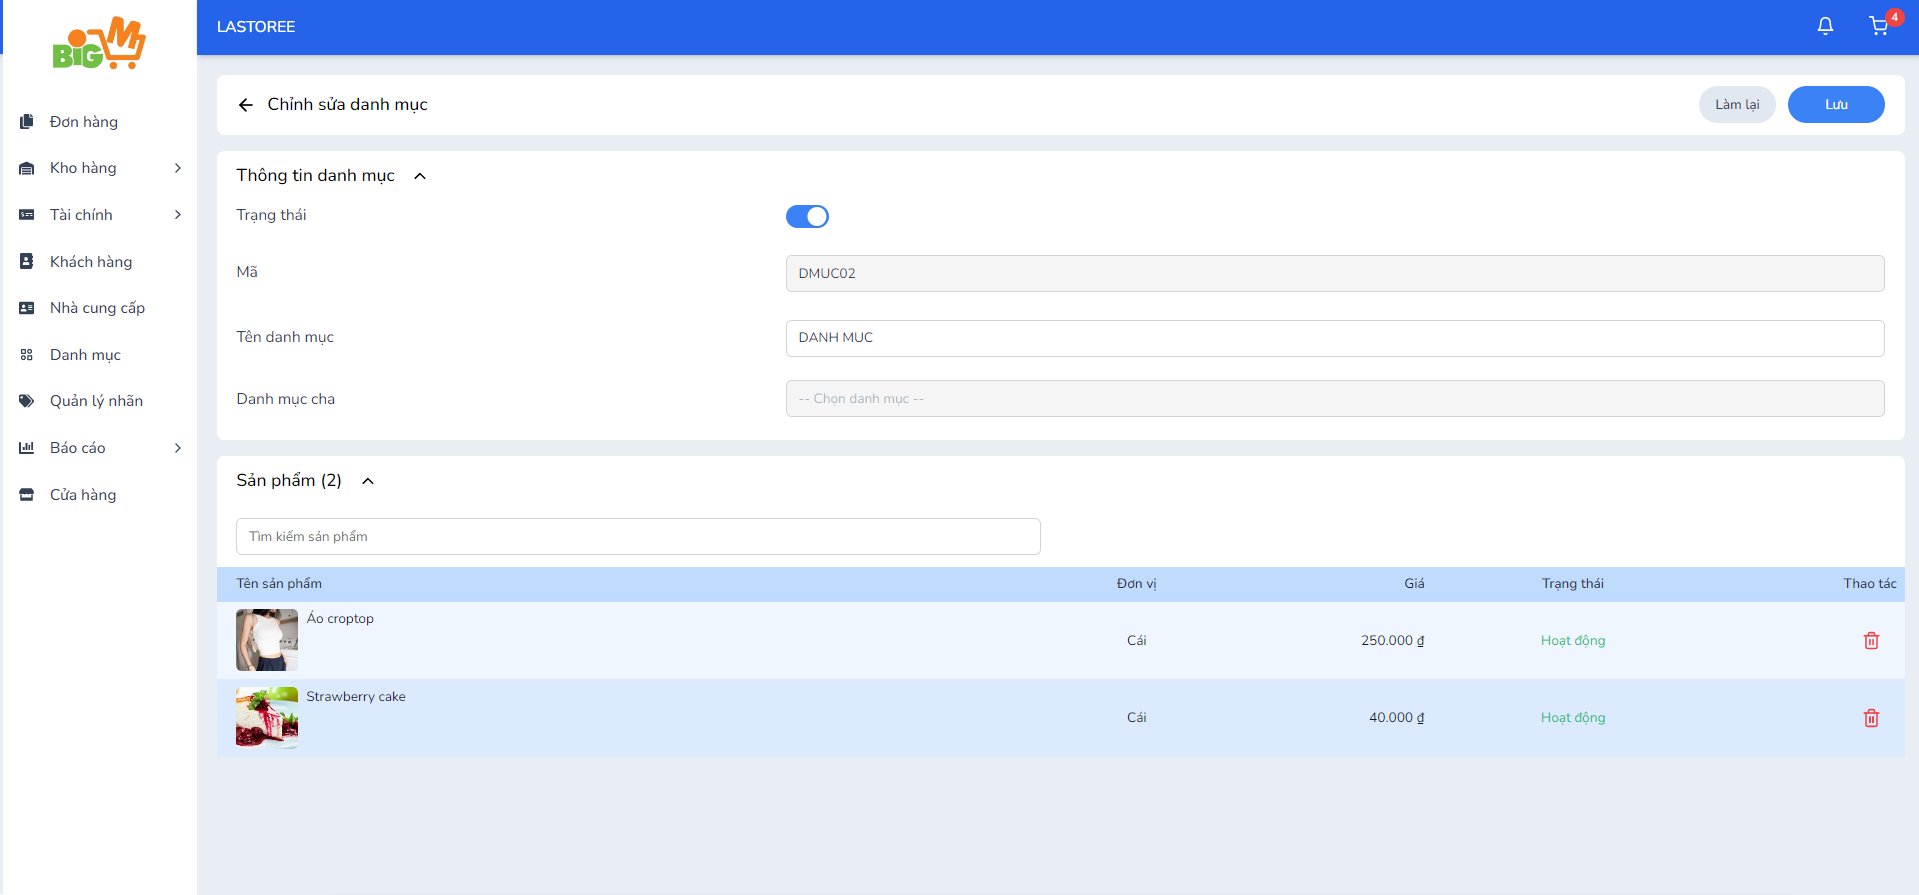 BIG M
LASTOREE
4
Đơn hàng
Kho hàng
Tài chính
Khách hàng
Nhà cung cấp
Danh mục
Quản lý nhãn
Báo cáo
Cửa hàng
Chỉnh sửa danh mục
Làm lại
Lưu
Thông tin danh mục
Trạng thái
Mã
DMUC02
Tên danh mục
DANH MUC
Danh mục cha
-- Chọn danh mục --
Sản phẩm (2)
Tìm kiếm sản phẩm
Tên sản phẩm Đơn vị Giá Trạng thái Thao tác
Áo croptop
Cái 250.000 ₫ Hoạt động
Strawberry cake
Cái 40.000 ₫ Hoạt động